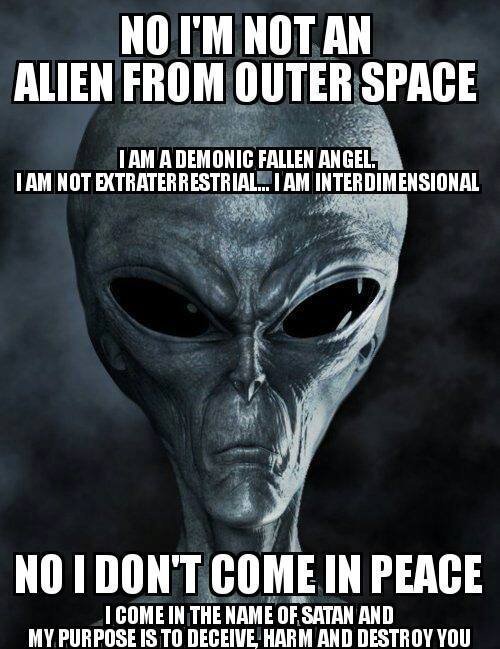 NO I'M NOT AN
ALIEN FROM OUTER SPACE
I AM A DEMONIC FALLEN ANGEL.
I AM NOT EXTRATERRESTRIAL... I AM INTERDIMENSIONAL
NO I DON'T COME IN PEACE
I COME IN THE NAME OF SATAN AND
MY PURPOSE IS TO DECEIVE, HARM AND DESTROY YOU